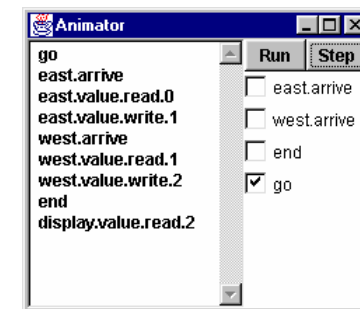 Animator
go
east.arrive
east.value.read.0
east.value.write.1
west.arrive
west.value.read.1
west.value.write.2
end
display.value.read.2
Run Step
east.arrive
west.arrive
end
go